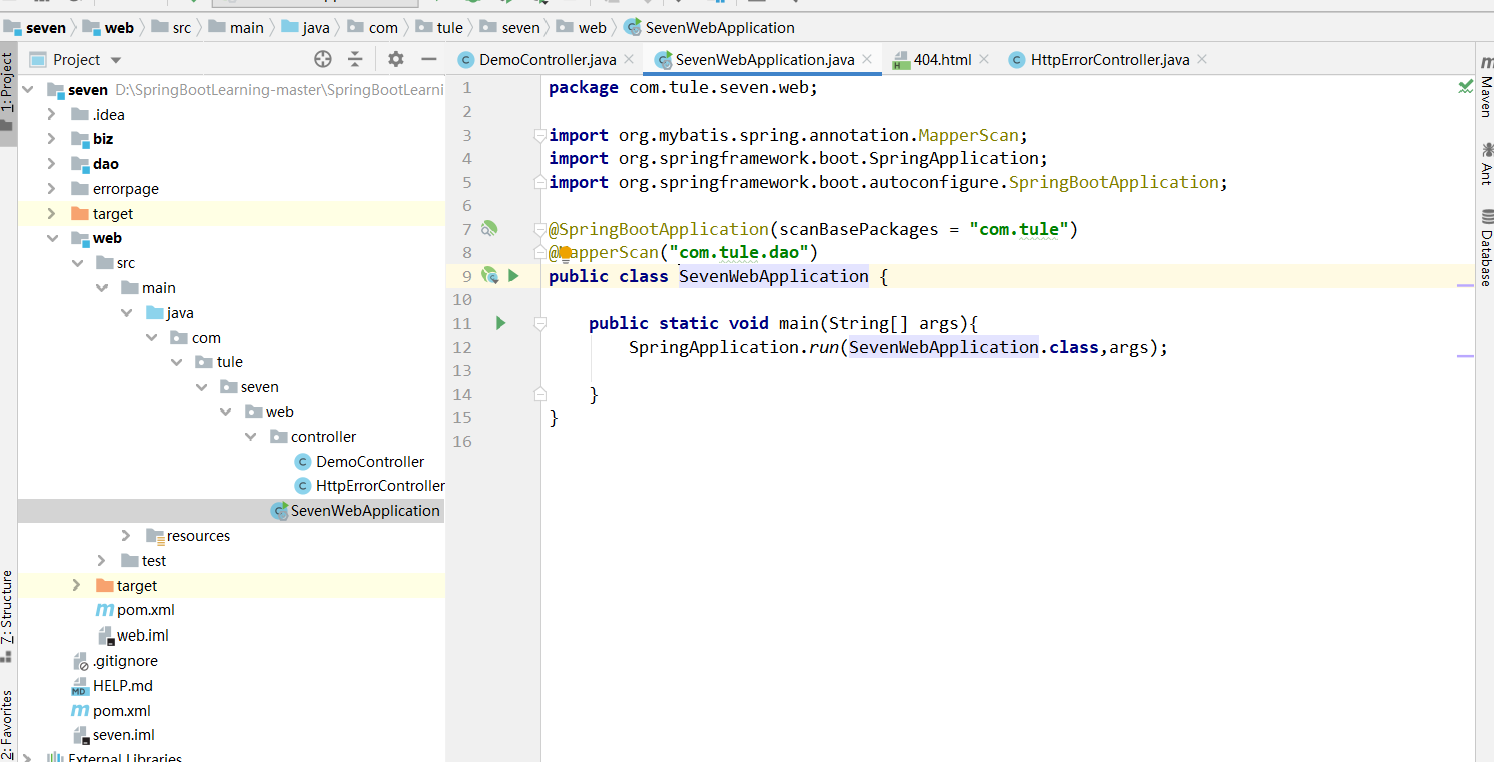 seven web src main java com tule seven web SevenWebApplication
1: Project
Project
DemoController.java SevenWebApplication.java 404.html HttpErrorController.java
seven D:\SpringBootLearning-master\SpringBootLearni
.idea
biz
dao
errorpage
target
web
src
main
java
com
tule
seven
web
controller
DemoController
HttpErrorController
SevenWebApplication
resources
test
target
pom.xml
web.iml
.gitignore
HELP.md
pom.xml
seven.iml
External Libraries
Z: Structure
2: Favorites
1 package com.tule.seven.web;
2
3 import org.mybatis.spring.annotation.MapperScan;
4 import org.springframework.boot.SpringApplication;
5 import org.springframework.boot.autoconfigure.SpringBootApplication;
6
7 @SpringBootApplication(scanBasePackages = "com.tule")
8 @MapperScan("com.tule.dao")
9 public class SevenWebApplication {
10
11 public static void main(String[] args){
12 SpringApplication.run(SevenWebApplication.class,args);
13
14 }
15 }
16
Maven
Ant
Database